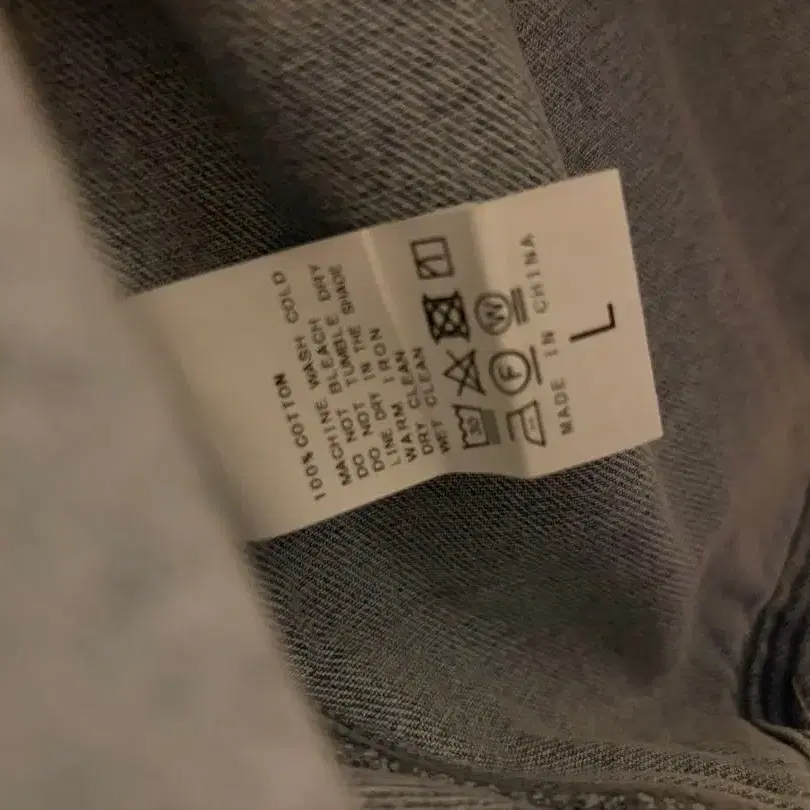 100%COTTON
MACHINE WASH COLD
DO NOT BLEACH
DO NOT TUMBLE DRY
LINE DRY IN THE SHADE
WARM IRON
DRY CLEAN
WET CLEAN
30
F
W
MADE IN CHINA
L